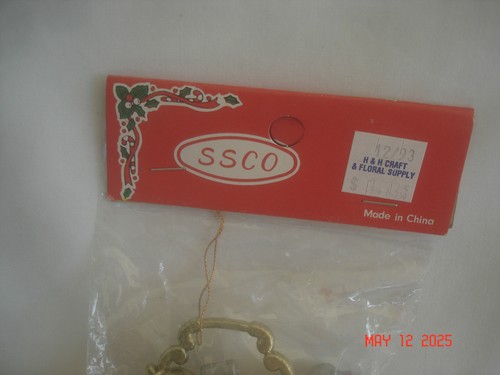 SSCO
12/93
H & H CRAFT
& FLORAL SUPPLY
Made in China
MAY 12 2025